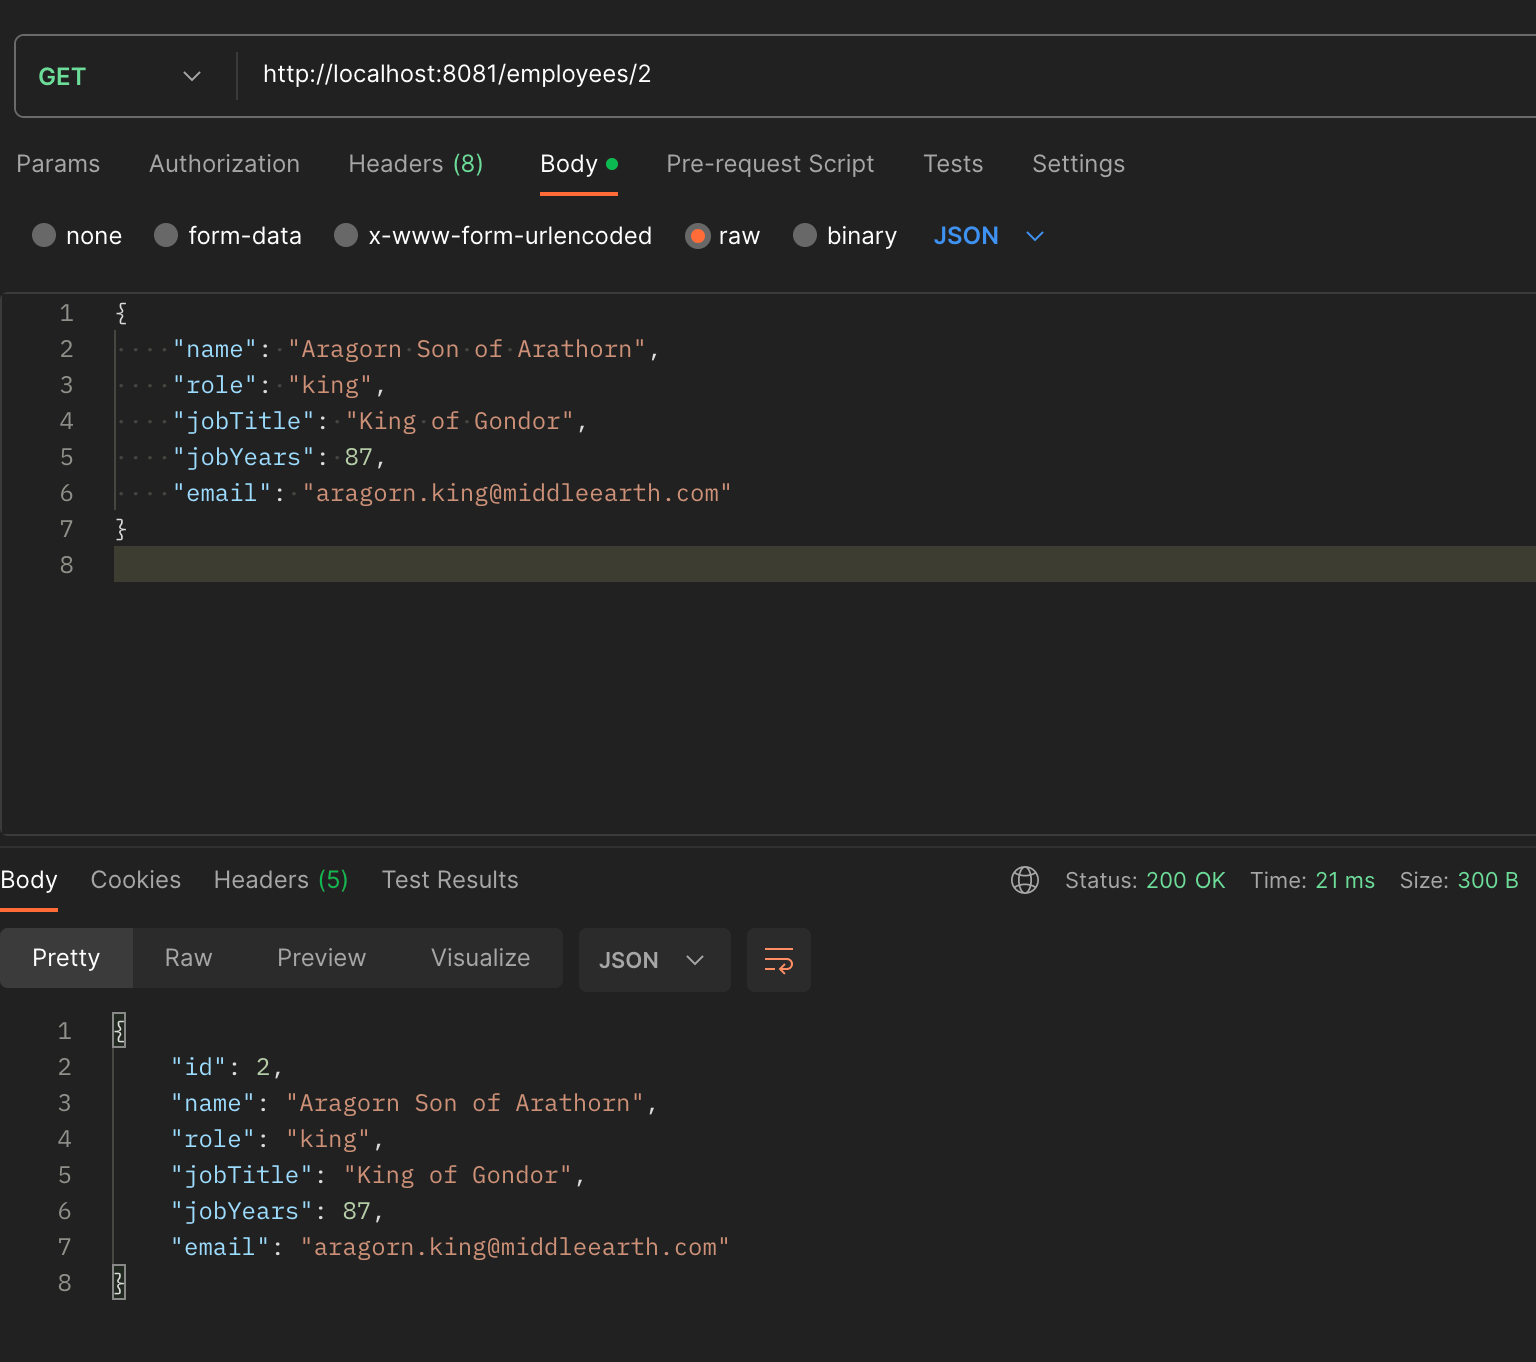 GET http://localhost:8081/employees/2
Params Authorization Headers (8) Body Pre-request Script Tests Settings
none form-data x-www-form-urlencoded raw binary JSON
1 {
2 "name": "Aragorn Son of Arathorn",
3 "role": "king",
4 "jobTitle": "King of Gondor",
5 "jobYears": 87,
6 "email": "aragorn.king@middleearth.com"
7 }
8
Body Cookies Headers (5) Test Results Status: 200 OK Time: 21 ms Size: 300 B
Pretty Raw Preview Visualize JSON
1 {
2 "id": 2,
3 "name": "Aragorn Son of Arathorn",
4 "role": "king",
5 "jobTitle": "King of Gondor",
6 "jobYears": 87,
7 "email": "aragorn.king@middleearth.com"
8 }